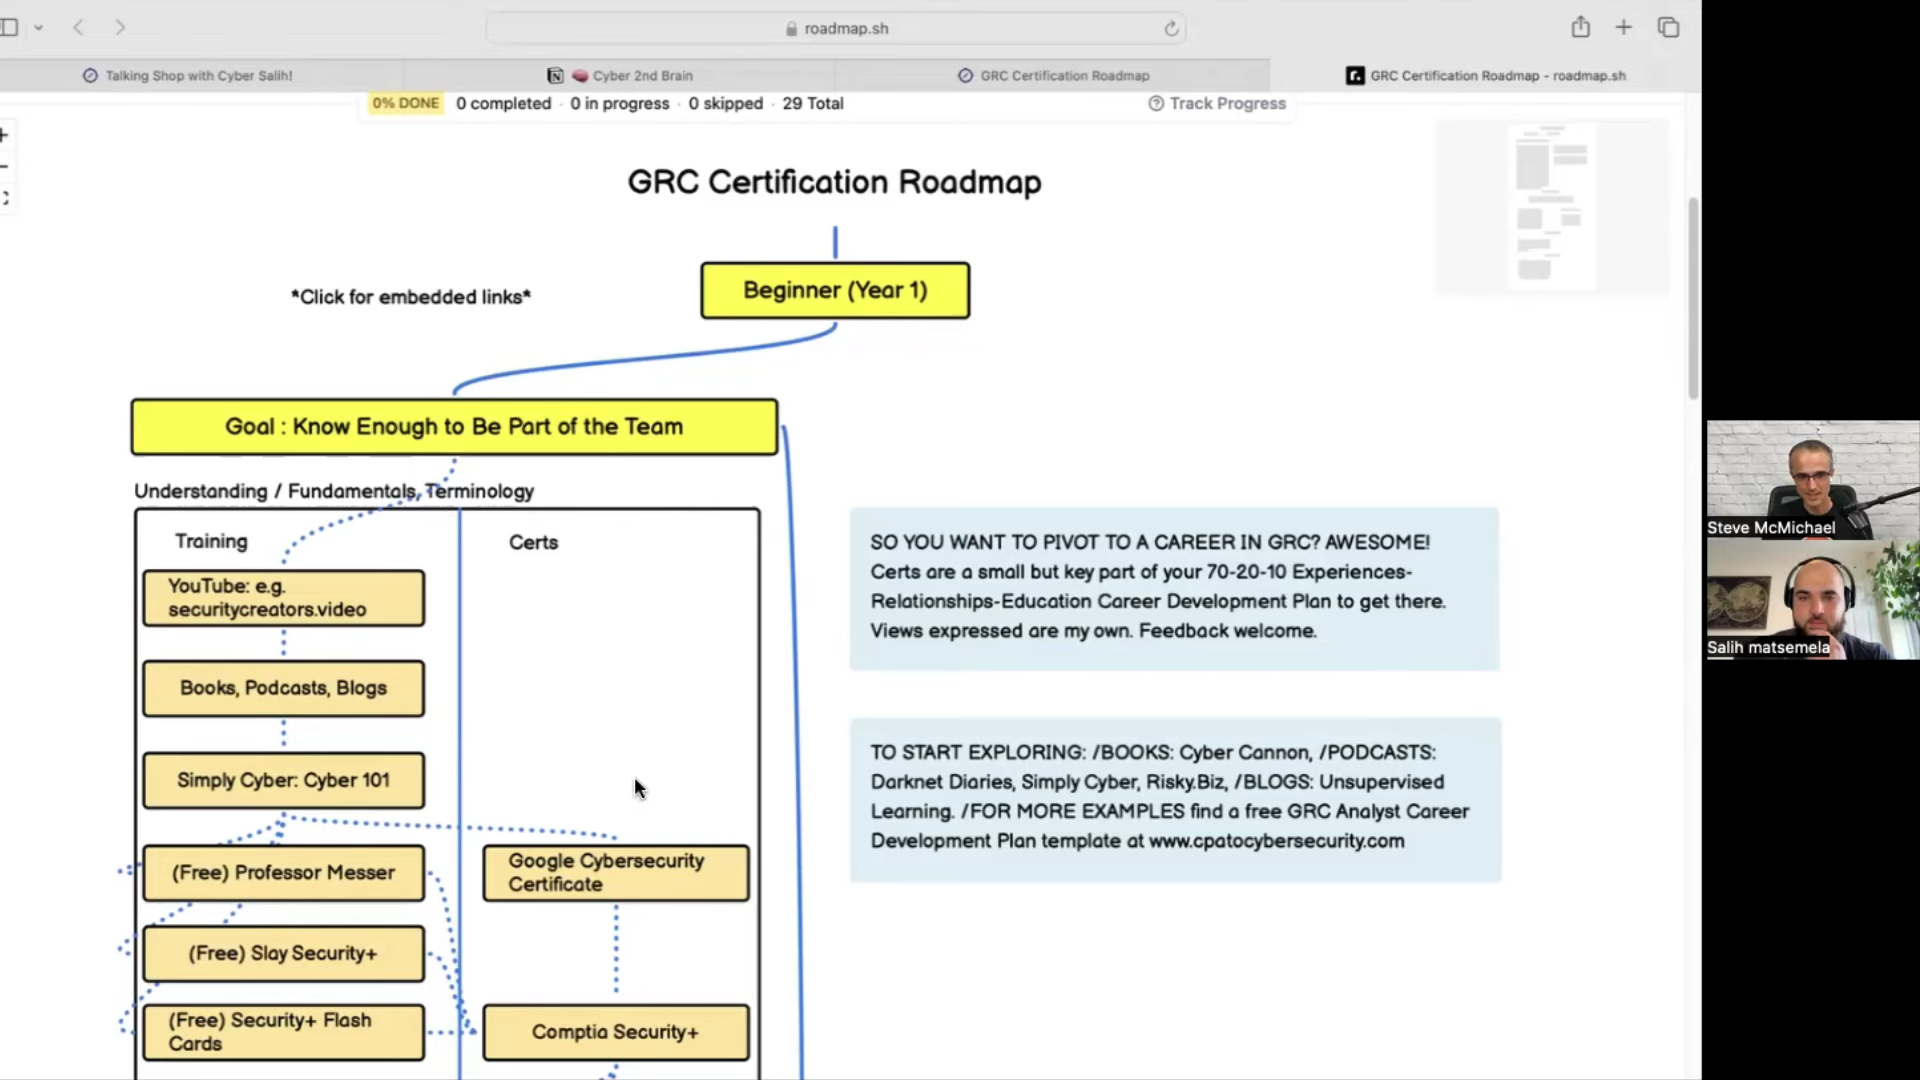 roadmap.sh
Talking Shop with Cyber Salih!
Cyber 2nd Brain
GRC Certification Roadmap
GRC Certification Roadmap - roadmap.sh
0% DONE 0 completed · 0 in progress · 0 skipped · 29 Total
Track Progress
GRC Certification Roadmap
*Click for embedded links*
Beginner (Year 1)
Goal : Know Enough to Be Part of the Team
Understanding / Fundamentals, Terminology
Training
Certs
YouTube: e.g.
securitycreators.video
Books, Podcasts, Blogs
Simply Cyber: Cyber 101
(Free) Professor Messer
Google Cybersecurity
Certificate
(Free) Slay Security+
(Free) Security+ Flash
Cards
Comptia Security+
SO YOU WANT TO PIVOT TO A CAREER IN GRC? AWESOME!
Certs are a small but key part of your 70-20-10 Experiences-
Relationships-Education Career Development Plan to get there.
Views expressed are my own. Feedback welcome.
TO START EXPLORING: /BOOKS: Cyber Cannon, /PODCASTS:
Darknet Diaries, Simply Cyber, Risky.Biz, /BLOGS: Unsupervised
Learning. /FOR MORE EXAMPLES find a free GRC Analyst Career
Development Plan template at www.cpatocybersecurity.com
Steve McMichael
Salih matsemela